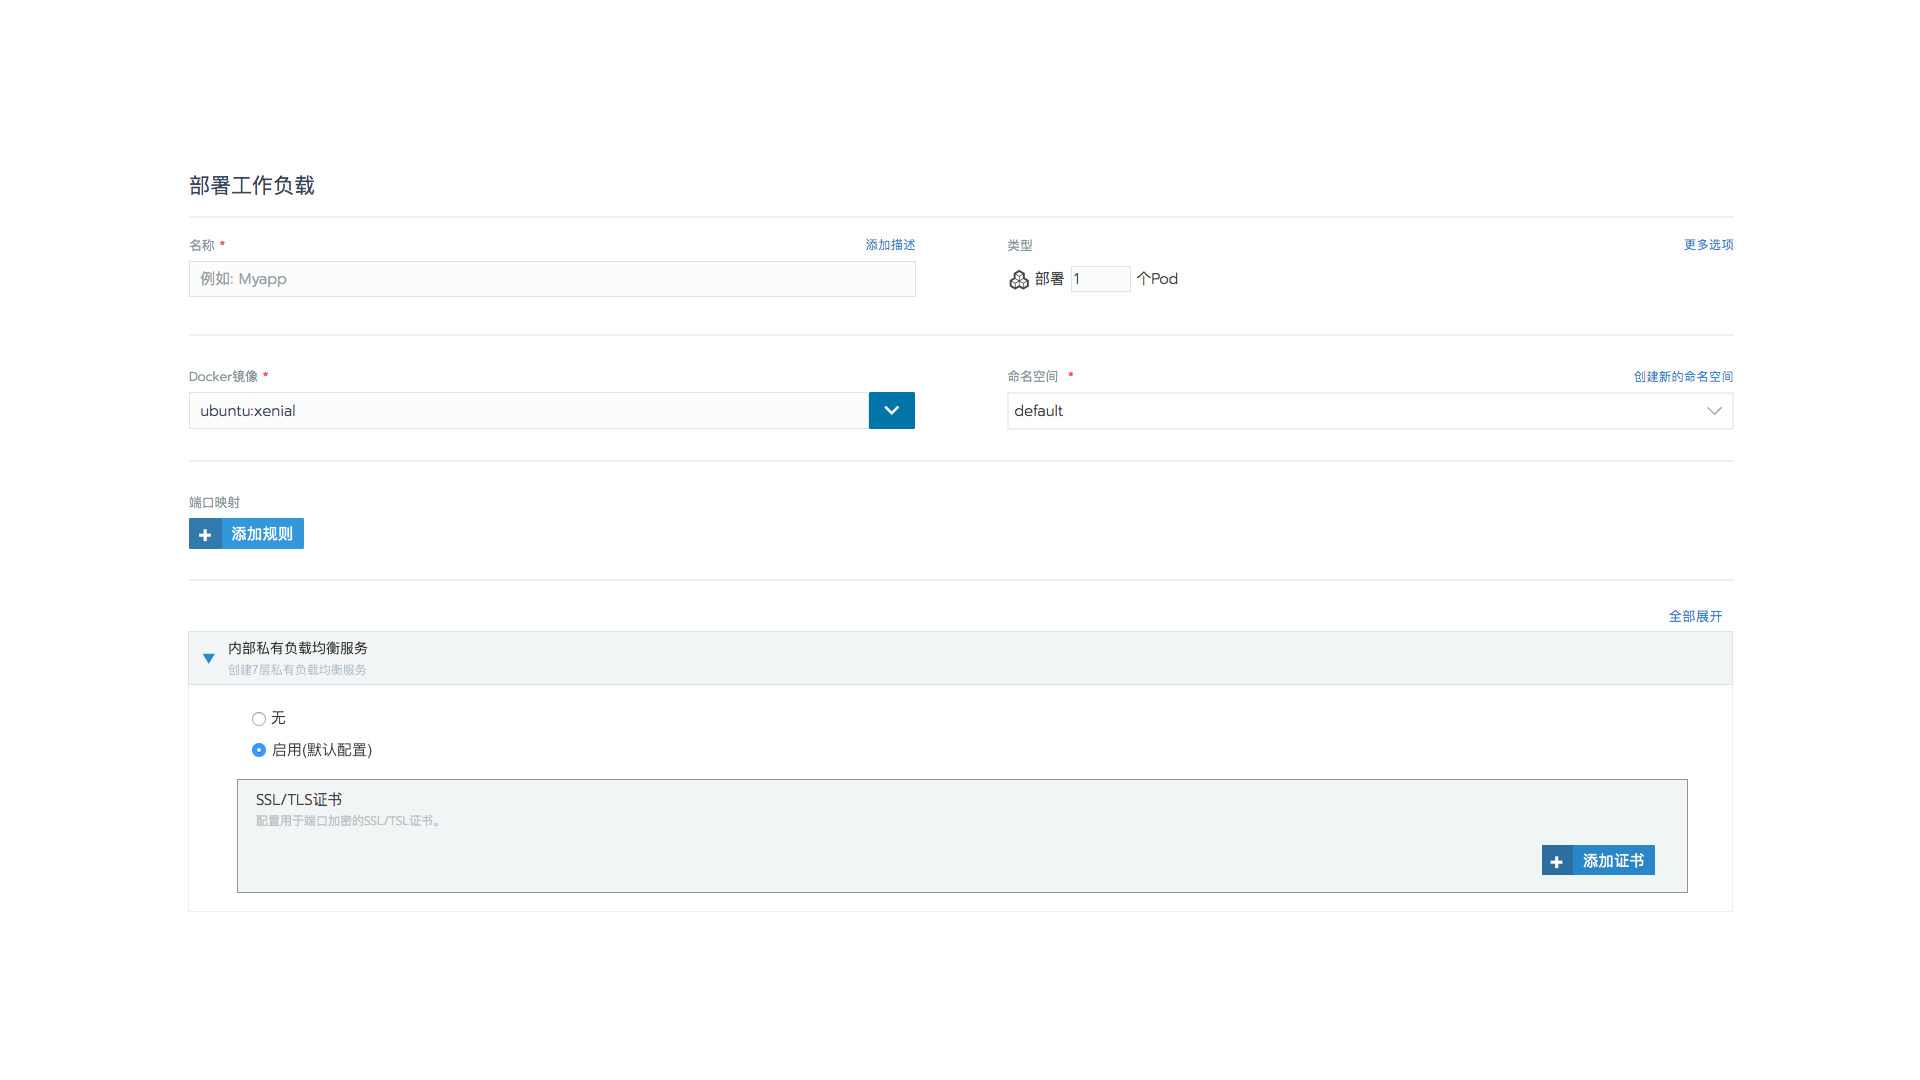 部署工作负载
名称 *
添加描述
类型
更多选项
例如: Myapp
部署 1 个Pod
Docker镜像 *
命名空间 *
创建新的命名空间
ubuntu:xenial
default
端口映射
添加规则
全部展开
内部私有负载均衡服务
创建7层私有负载均衡服务
无
启用(默认配置)
SSL/TLS证书
配置用于端口加密的SSL/TSL证书。
添加证书